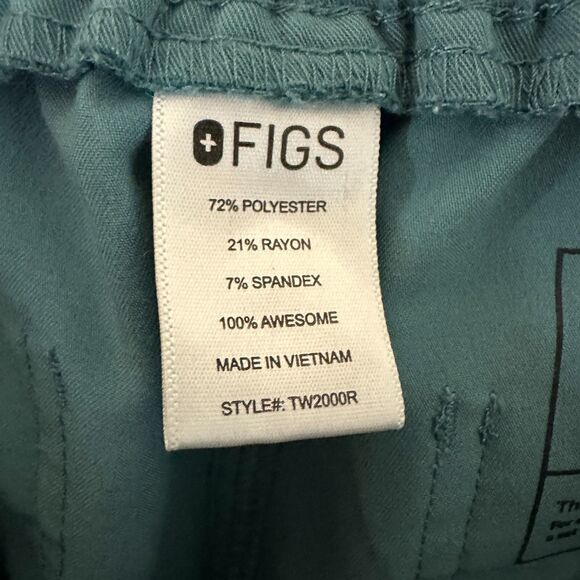 FIGS
72% POLYESTER
21% RAYON
7% SPANDEX
100% AWESOME
MADE IN VIETNAM
STYLE#: TW2000R